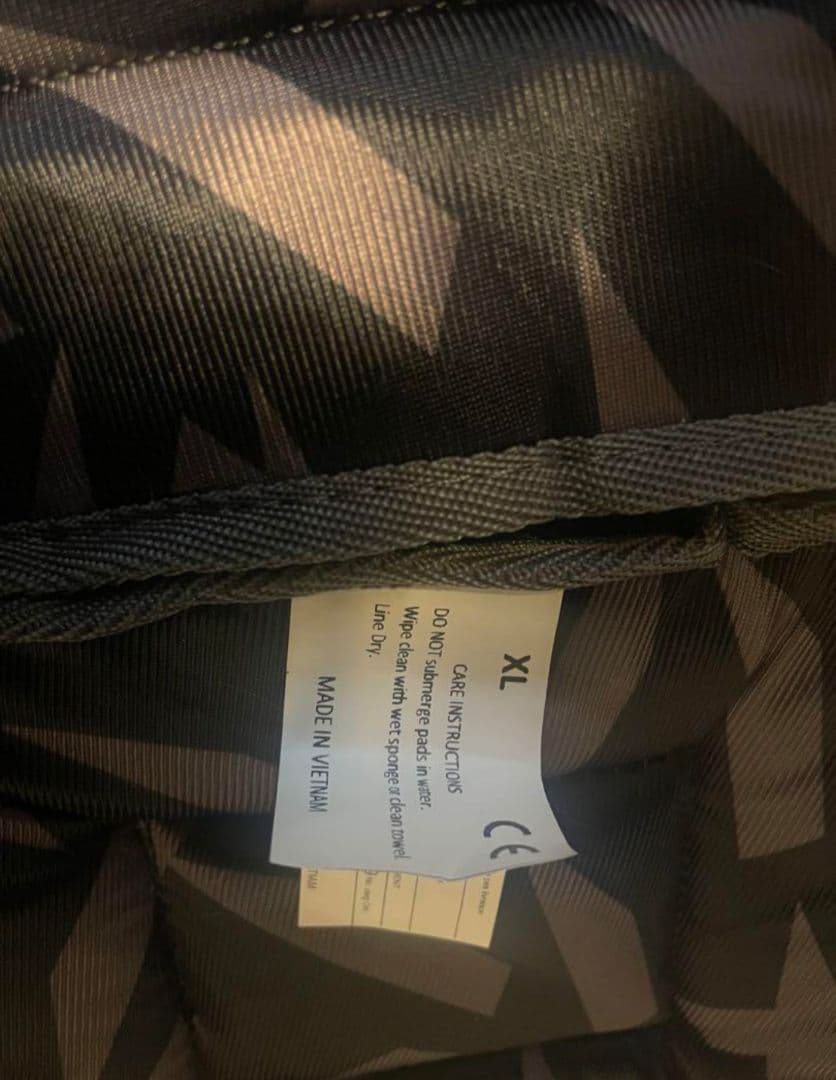 XL
CE
CARE INSTRUCTIONS
DO NOT submerge pads in water.
Wipe clean with wet sponge or clean towel
Line Dry.
MADE IN VIETNAM
TNAM